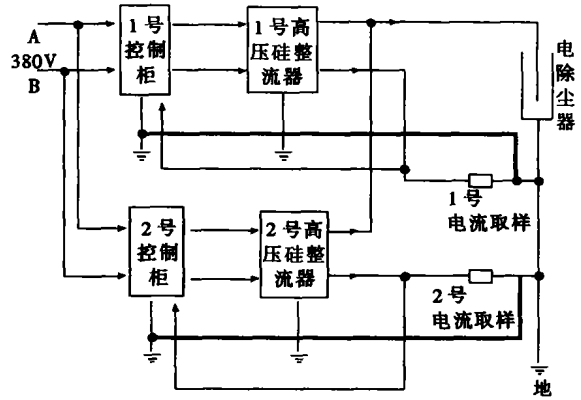 A
380V
B
1号
控制
柜
1号高
压硅整
流器
电
除
尘
器
1号
电流取样
2号
控制
柜
2号高
压硅整
流器
2号
电流取样
地